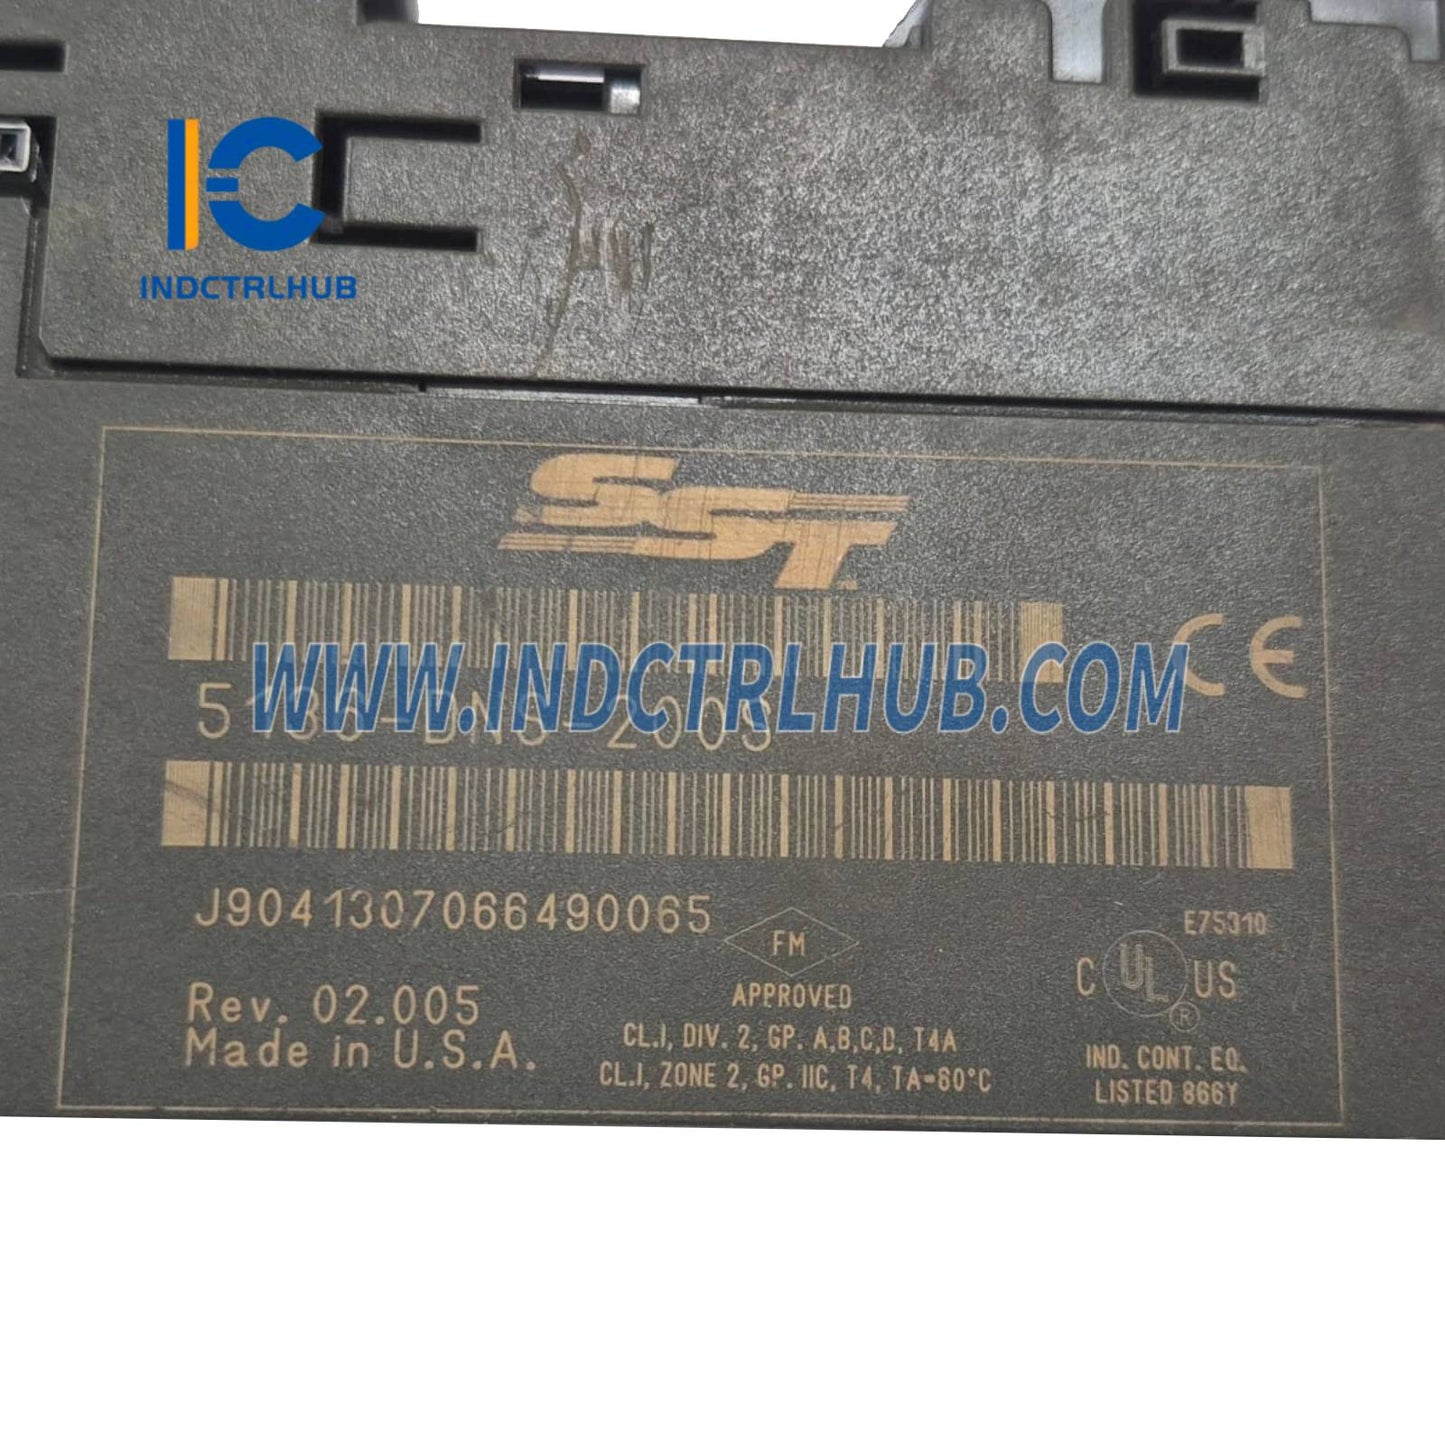 INDCTRLHUB
SST
WWW.INDCTRLHUB.COM
CE
J9041307066490065
FM
APPROVED
E75310
C UL US
®
Rev. 02.005
Made in U.S.A.
CL.I, DIV. 2, GP. A,B,C,D, T4A
CL.I, ZONE 2, GP. IIC, T4, TA=60°C
IND. CONT. EQ.
LISTED 866Y